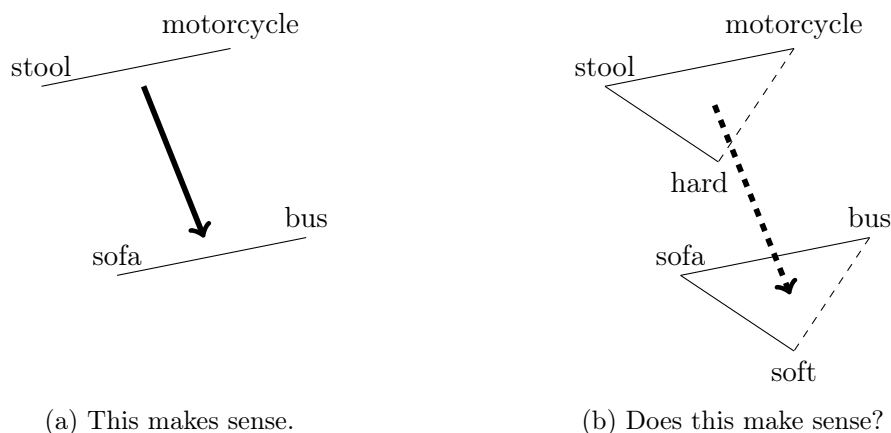 motorcycle
stool
bus
sofa
(a) This makes sense.
motorcycle
stool
hard
bus
sofa
soft
(b) Does this make sense?